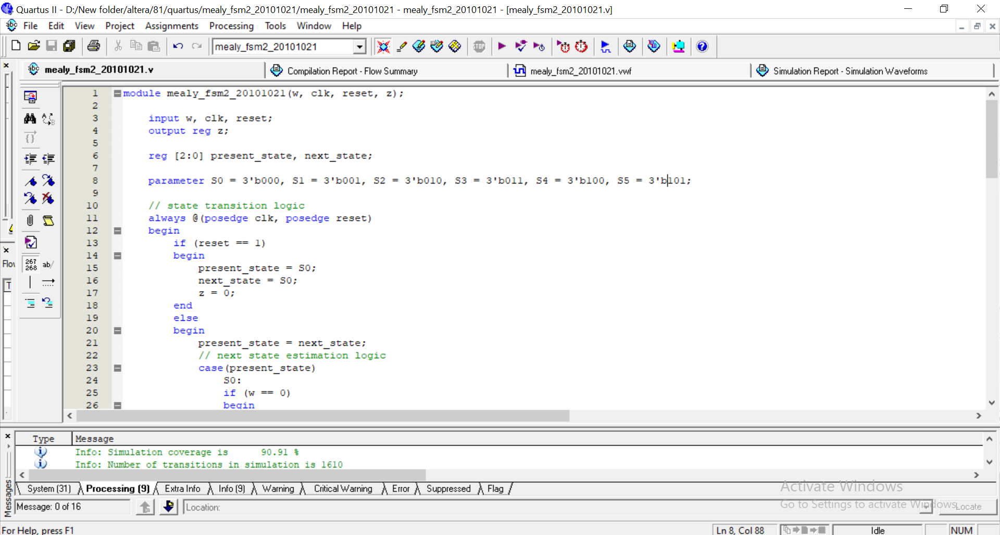 Quartus II - D:/New folder/altera/81/quartus/mealy_fsm2_20101021/mealy_fsm2_20101021 - mealy_fsm2_20101021 - [mealy_fsm2_20101021.v]
File Edit View Project Assignments Processing Tools Window Help
mealy_fsm2_20101021
STOP
mealy_fsm2_20101021.v
Compilation Report - Flow Summary
mealy_fsm2_20101021.vwf
Simulation Report - Simulation Waveforms
1 module mealy_fsm2_20101021(w, clk, reset, z);
2
3 input w, clk, reset;
4 output reg z;
5
6 reg [2:0] present_state, next_state;
7
8 parameter S0 = 3'b000, S1 = 3'b001, S2 = 3'b010, S3 = 3'b011, S4 = 3'b100, S5 = 3'b101;
9
10 // state transition logic
11 always @(posedge clk, posedge reset)
12 begin
13 if (reset == 1)
14 begin
15 present_state = S0;
16 next_state = S0;
17 z = 0;
18 end
19 else
20 begin
21 present_state = next_state;
22 // next state estimation logic
23 case(present_state)
24 S0:
25 if (w == 0)
26 begin
Flow
T
267
268
ab/
Type Message
Info: Simulation coverage is 90.91 %
Info: Number of transitions in simulation is 1610
System (31) Processing (9) Extra Info Info (9) Warning Critical Warning Error Suppressed Flag
Messages
Message: 0 of 16
Location:
Locate
Activate Windows
Go to Settings to activate Windows.
For Help, press F1
Ln 8, Col 88
Idle
NUM